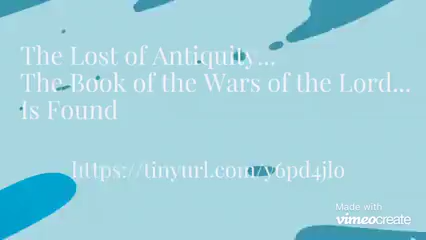 The Lost of Antiquity...
The Book of the Wars of the Lord...
Is Found
https://tinyurl.com/y6pd4jlo
Made with
vimeocreate